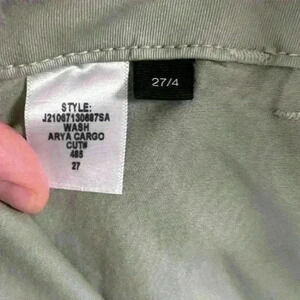 27/4
STYLE:
J21067130687SA
WASH
ARYA CARGO
CUT#
485
27